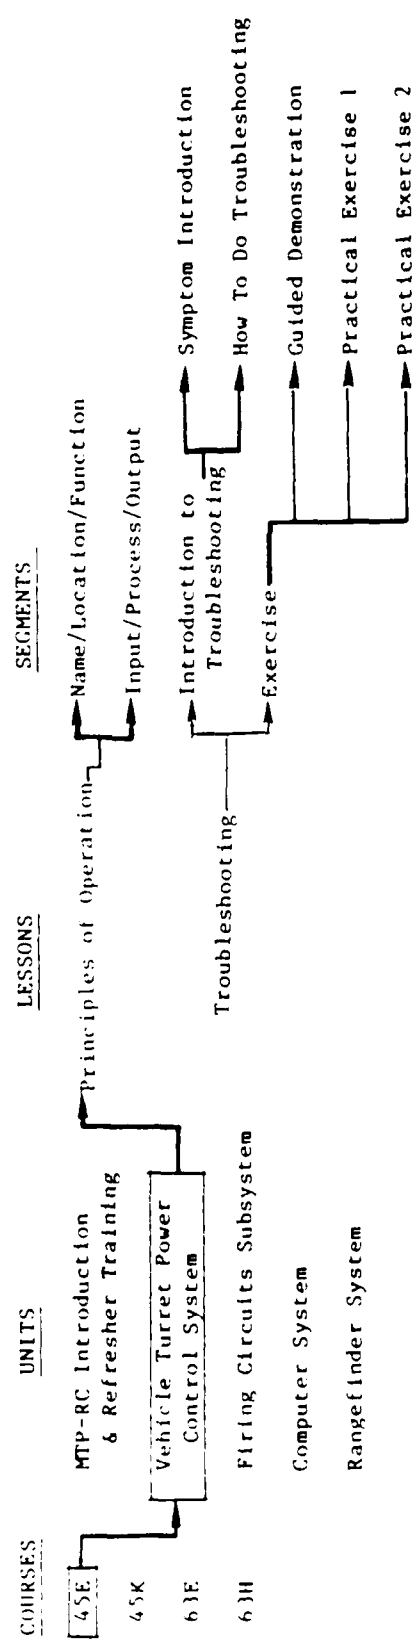 COURSES
45E
45K
63E
63H
UNITS
MTP-RC Introduction
& Refresher Training
Vehicle Turret Power
Control System
Firing Circuits Subsystem
Computer System
Rangefinder System
LESSONS
Principles of Operation
Troubleshooting
SEGMENTS
Name/Location/Function
Input/Process/Output
Introduction to
Troubleshooting
Exercise
Symptom Introduction
How To Do Troubleshooting
Guided Demonstration
Practical Exercise 1
Practical Exercise 2